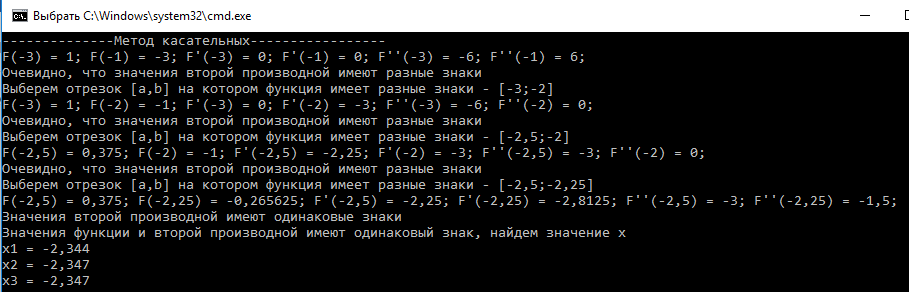 Выбрать C:\Windows\system32\cmd.exe
--------------Метод касательных-----------------
F(-3) = 1; F(-1) = -3; F'(-3) = 0; F'(-1) = 0; F''(-3) = -6; F''(-1) = 6;
Очевидно, что значения второй производной имеют разные знаки
Выберем отрезок [a,b] на котором функция имеет разные знаки - [-3;-2]
F(-3) = 1; F(-2) = -1; F'(-3) = 0; F'(-2) = -3; F''(-3) = -6; F''(-2) = 0;
Очевидно, что значения второй производной имеют разные знаки
Выберем отрезок [a,b] на котором функция имеет разные знаки - [-2,5;-2]
F(-2,5) = 0,375; F(-2) = -1; F'(-2,5) = -2,25; F'(-2) = -3; F''(-2,5) = -3; F''(-2) = 0;
Очевидно, что значения второй производной имеют разные знаки
Выберем отрезок [a,b] на котором функция имеет разные знаки - [-2,5;-2,25]
F(-2,5) = 0,375; F(-2,25) = -0,265625; F'(-2,5) = -2,25; F'(-2,25) = -2,8125; F''(-2,5) = -3; F''(-2,25) = -1,5;
Значения второй производной имеют одинаковые знаки
Значения функции и второй производной имеют одинаковый знак, найдем значение x
x1 = -2,344
x2 = -2,347
x3 = -2,347